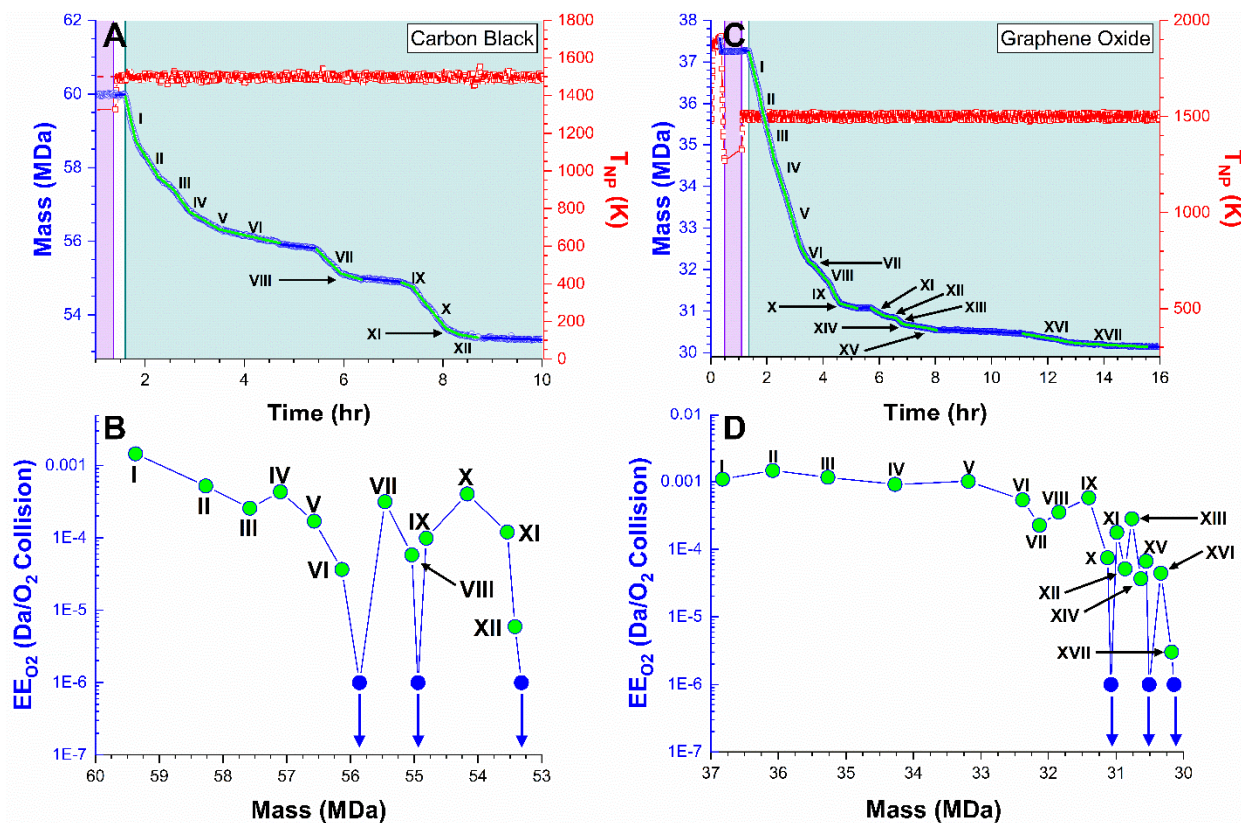 A
Carbon Black
62
60
58
56
54
Mass (MDa)
1800
1600
1400
1200
1000
800
600
400
200
0
T_NP (K)
I
II
III
IV
V
VI
VII
VIII
IX
X
XI
XII
2
4
6
8
10
Time (hr)
C
Graphene Oxide
38
37
36
35
34
33
32
31
30
Mass (MDa)
2000
1500
1000
500
T_NP (K)
I
II
III
IV
V
VI
VII
VIII
IX
X
XI
XII
XIII
XIV
XV
XVI
XVII
0
2
4
6
8
10
12
14
16
Time (hr)
B
0.001
1E-4
1E-5
1E-6
1E-7
EE_O2 (Da/O2 Collision)
I
II
III
IV
V
VI
VII
VIII
IX
X
XI
XII
60
59
58
57
56
55
54
53
Mass (MDa)
D
0.01
0.001
1E-4
1E-5
1E-6
1E-7
EE_O2 (Da/O2 Collision)
I
II
III
IV
V
VI
VII
VIII
IX
X
XI
XII
XIII
XIV
XV
XVI
XVII
37
36
35
34
33
32
31
30
Mass (MDa)